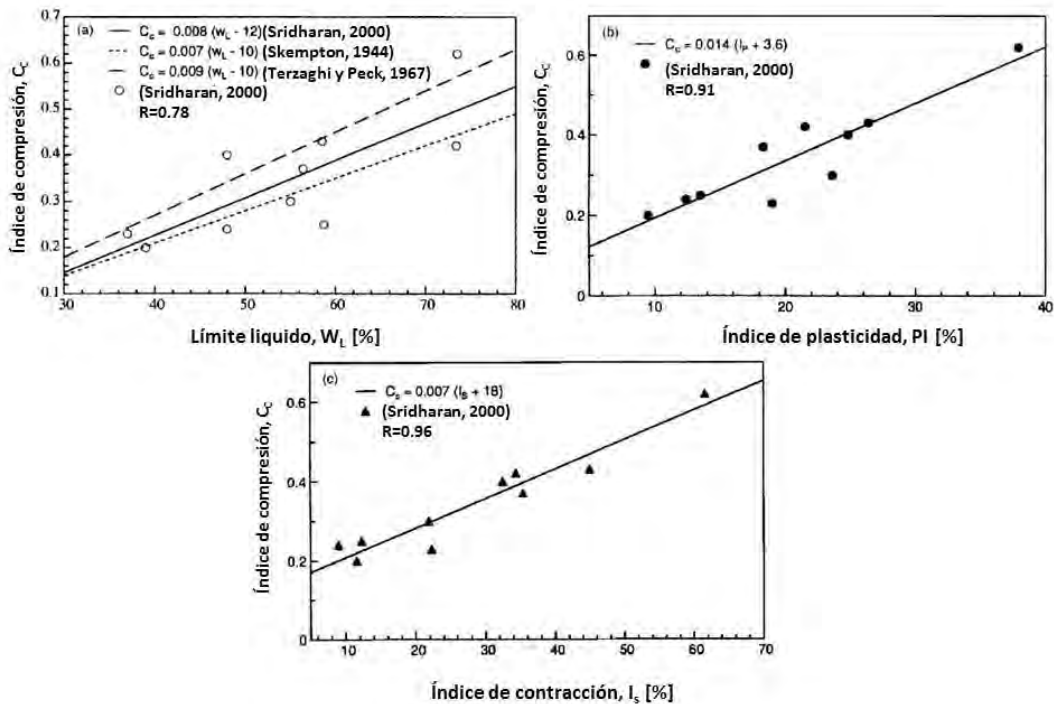 (a)
C_c = 0.008 (w_L - 12)(Sridharan, 2000)
C_c = 0.007 (w_L - 10) (Skempton, 1944)
C_c = 0.009 (w_L - 10) (Terzaghi y Peck, 1967)
(Sridharan, 2000)
R=0.78
Índice de compresión, C_C
0.7
0.6
0.5
0.4
0.3
0.2
0.1
30 40 50 60 70 80
Límite liquido, W_L [%]
(b)
C_c = 0.014 (I_P + 3.6)
(Sridharan, 2000)
R=0.91
Índice de compresión, C_C
0.6
0.4
0.2
0
10 20 30 40
Índice de plasticidad, PI [%]
(c)
C_c = 0.007 (I_S + 18)
(Sridharan, 2000)
R=0.96
Índice de compresión, C_C
0.6
0.4
0.2
0
10 20 30 40 50 60 70
Índice de contracción, I_s [%]